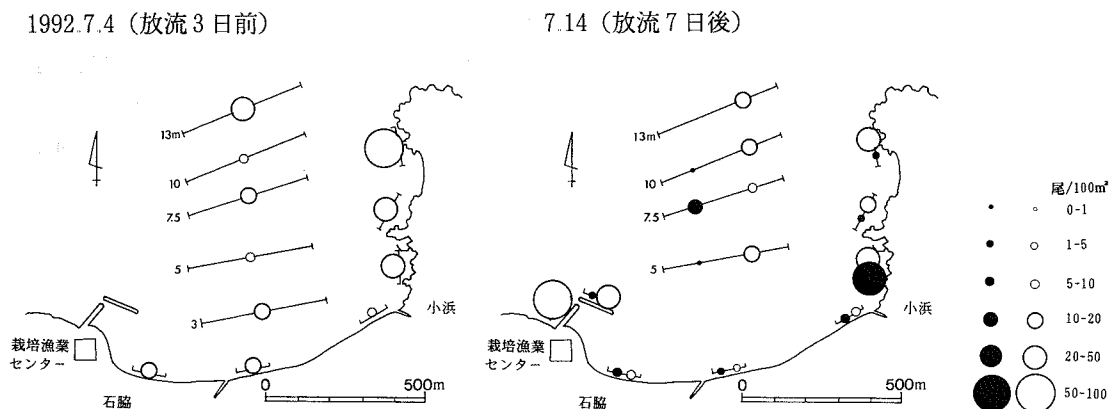 1992.7.4 (放流3日前)
7.14 (放流7日後)
13m
10
7.5
5
3
小浜
栽培漁業
センター
石脇
0
500m
13m
10
7.5
5
小浜
栽培漁業
センター
石脇
0
500m
尾/100㎡
0-1
1-5
5-10
10-20
20-50
50-100